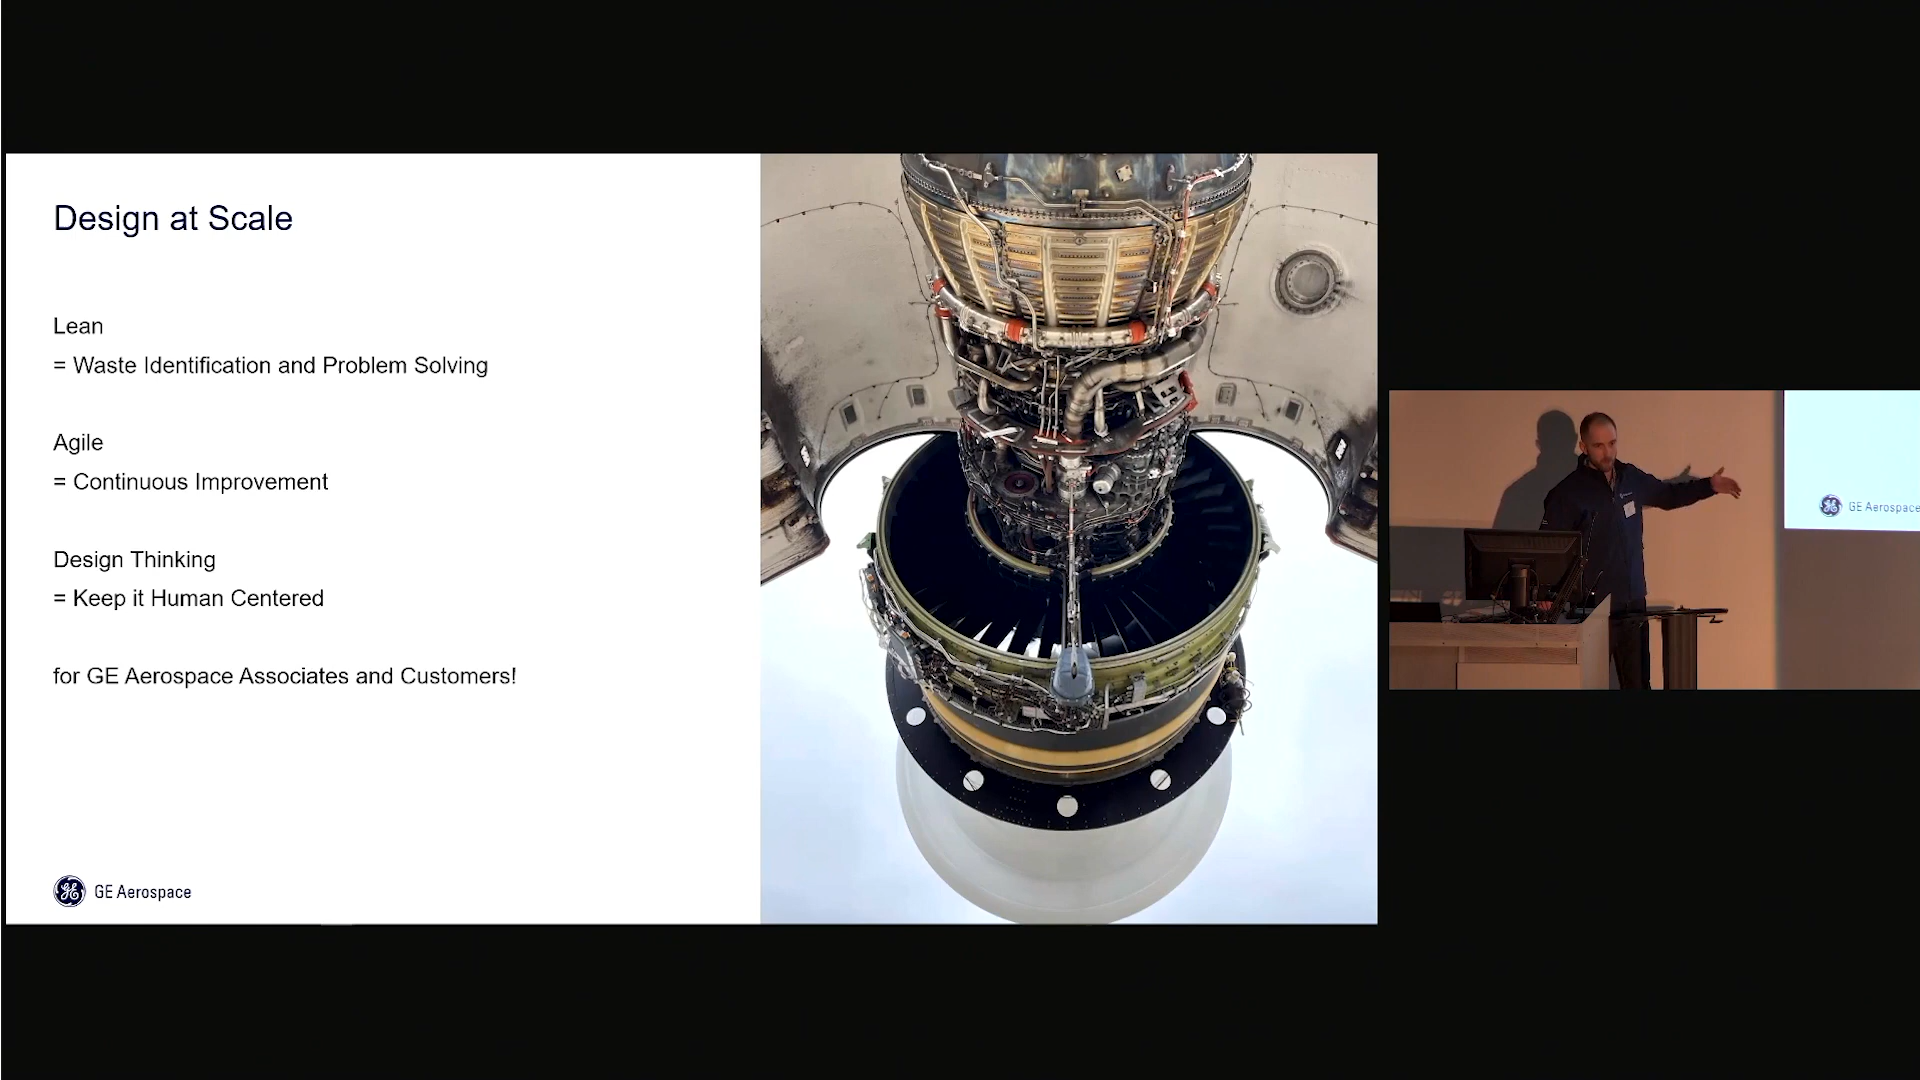 Design at Scale
Lean
= Waste Identification and Problem Solving
Agile
= Continuous Improvement
Design Thinking
= Keep it Human Centered
for GE Aerospace Associates and Customers!
GE Aerospace
GE Aerospace